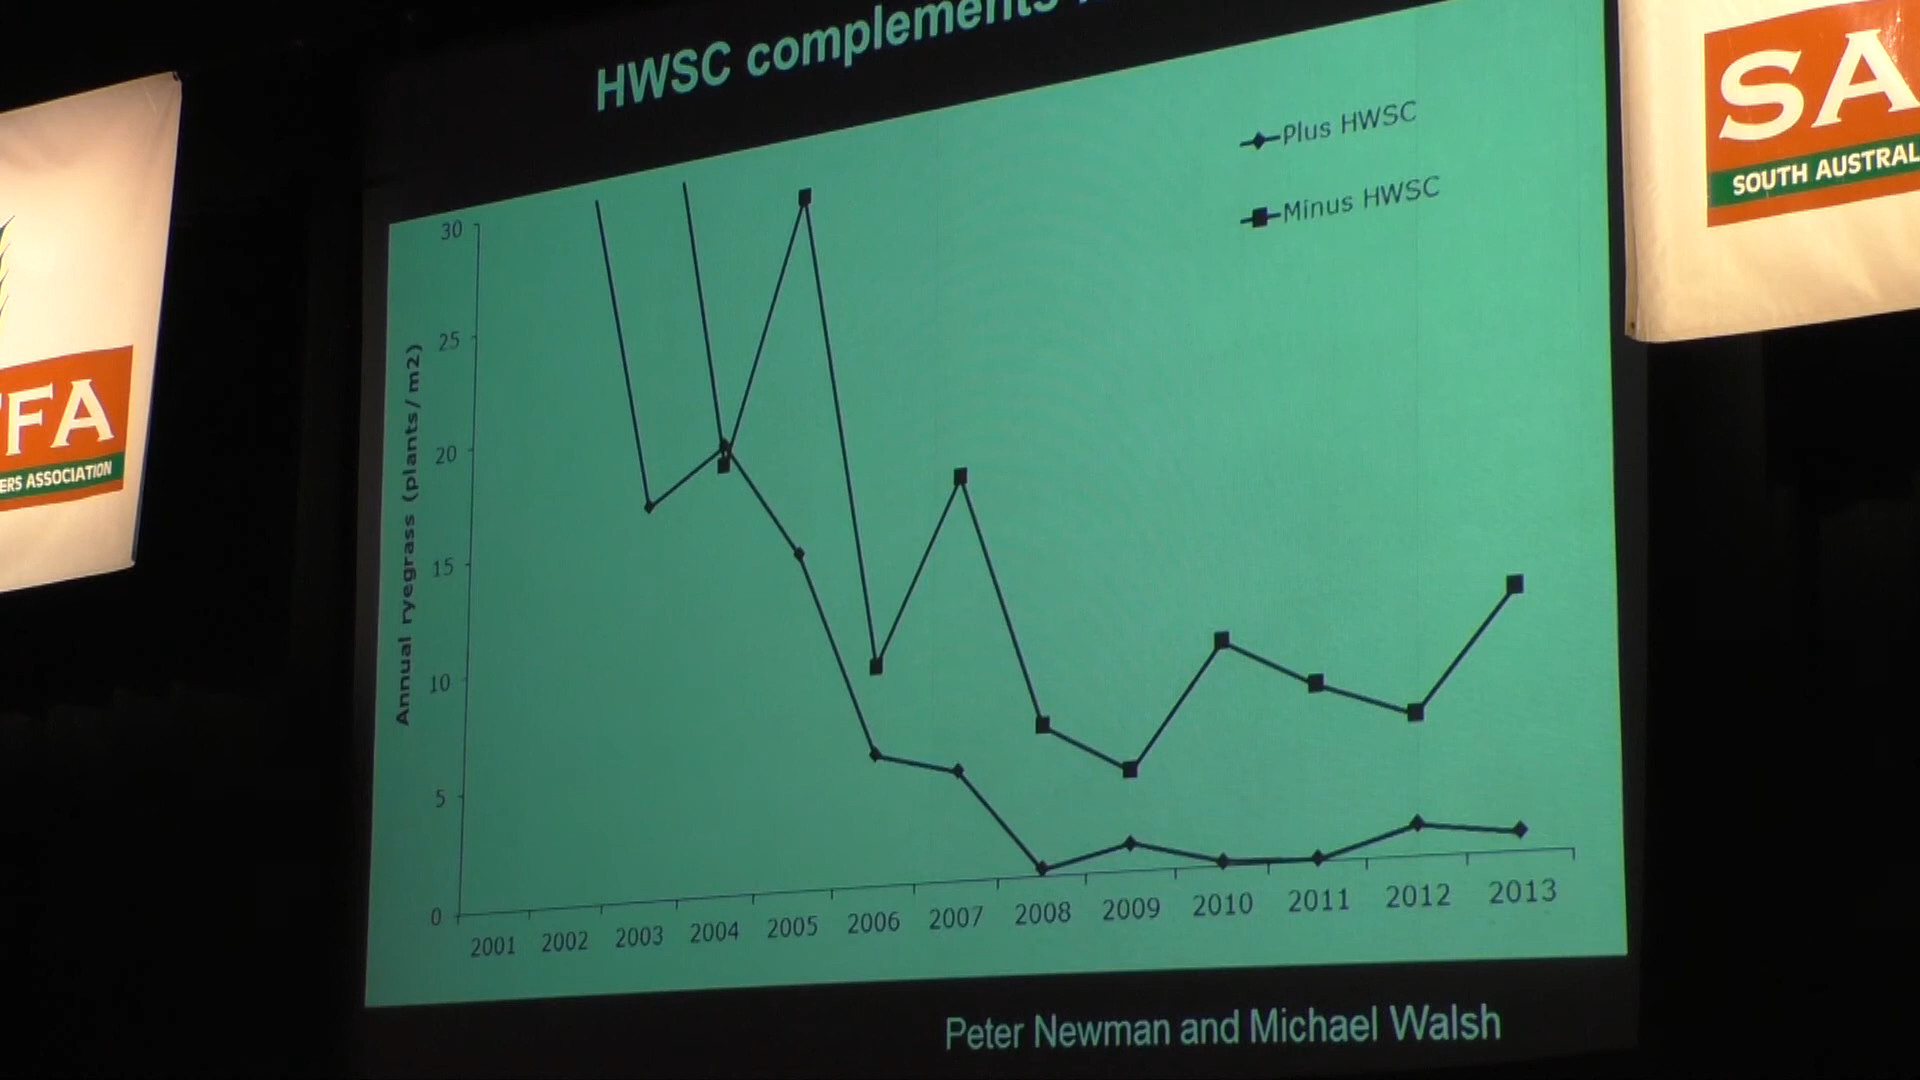 HWSC complements
Plus HWSC
Minus HWSC
SA
SOUTH AUSTRAL
FFA
ERS ASSOCIATION
Annual ryegrass (plants/m2)
30
25
20
15
10
5
0
2001 2002 2003 2004 2005 2006 2007 2008 2009 2010 2011 2012 2013
Peter Newman and Michael Walsh